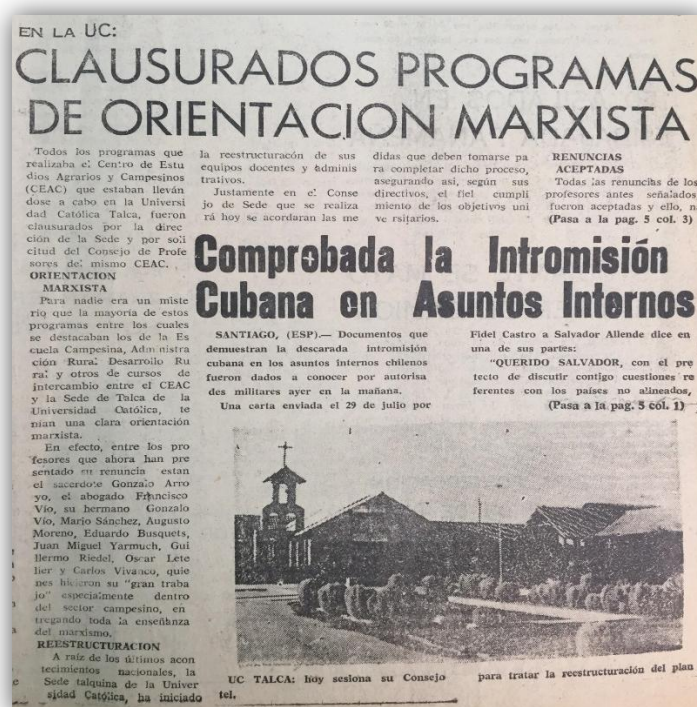 EN LA UC:
CLAUSURADOS PROGRAMAS
DE ORIENTACION MARXISTA
Todos los programas que
realizaba el Centro de Estu
dios Agrarios y Campesinos
(CEAC) que estaban lleván
dose a cabo en la Universi
dad Católica Talca, fueron
clausurados por la direc
ción de la Sede y por soli
citud del Consejo de Profe
sores del mismo CEAC.
ORIENTACION
MARXISTA
Para nadie era un miste
rio que la mayoría de estos
programas entre los cuales
se destacaban los de la Es
cuela Campesina, Administra
ción Rural Desarrollo Ru
ral y otros de cursos de
intercambio entre el CEAC
y la Sede de Talca de la
Universidad Católica, te
nían una clara orientación
marxista.
En efecto, entre los pro
fesores que ahora han pre
sentado su renuncia estan
el sacerdote Gonzalo Arro
yo, el abogado Francisco
Vío, su hermano Gonzalo
Vío, Mario Sánchez, Augusto
Moreno, Eduardo Busquets,
Juan Miguel Yarmuch, Gui
llermo Riedel, Oscar Lete
lier y Carlos Vivanco, quie
nes hicieron su "gran traba
jo" especialmente dentro
del sector campesino, en
tregando toda la enseñanza
del marxismo.
REESTRUCTURACION
A raíz de los últimos acon
tecimientos nacionales, la
Sede talquina de la Univer
sidad Católica, ha iniciado
la reestructuracón de sus
equipos docentes y adminis
trativos.
Justamente en el Conse
jo de Sede que se realiza
rá hoy se acordaran las me
didas que deben tomarse pa
ra completar dicho proceso,
asegurando así, según sus
directivos, el fiel cumpli
miento de los objetivos uni
versitarios.
RENUNCIAS
ACEPTADAS
Todas las renuncias de los
profesores antes señalados
fueron aceptadas y ello, n
(Pasa a la pag. 5 col. 3)
Comprobada la Intromisión
Cubana en Asuntos Internos
SANTIAGO, (ESP).— Documentos que
demuestran la descarada intromisión
cubana en los asuntos internos chilenos
fueron dados a conocer por autorisa
des militares ayer en la mañana.
Una carta enviada el 29 de julio por
Fidel Castro a Salvador Allende dice en
una de sus partes:
"QUERIDO SALVADOR, con el pre
tecto de discutir contigo cuestiones re
ferentes con los países no alineados,
(Pasa a la pag. 5 col. 1)
UC TALCA: hoy sesiona su Consejo para tratar la reestructuración del plan
tel.